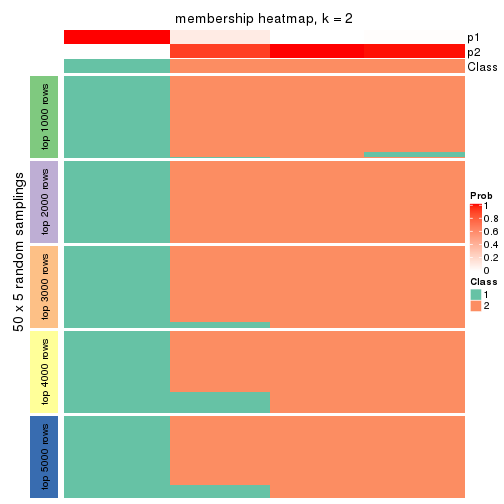 membership heatmap, k = 2
p1
p2
Class
50 x 5 random samplings
top 1000 rows
top 2000 rows
top 3000 rows
top 4000 rows
top 5000 rows
Prob
1
0.8
0.6
0.4
0.2
0
Class
1
2